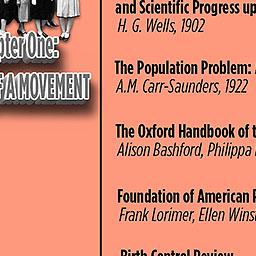 pter One:
F A MOVEMENT
and Scientific Progress up
H. G. Wells, 1902
The Population Problem:
A.M. Carr-Saunders, 1922
The Oxford Handbook of t
Alison Bashford, Philippa
Foundation of American P
Frank Lorimer, Ellen Winst
Birth Control Review